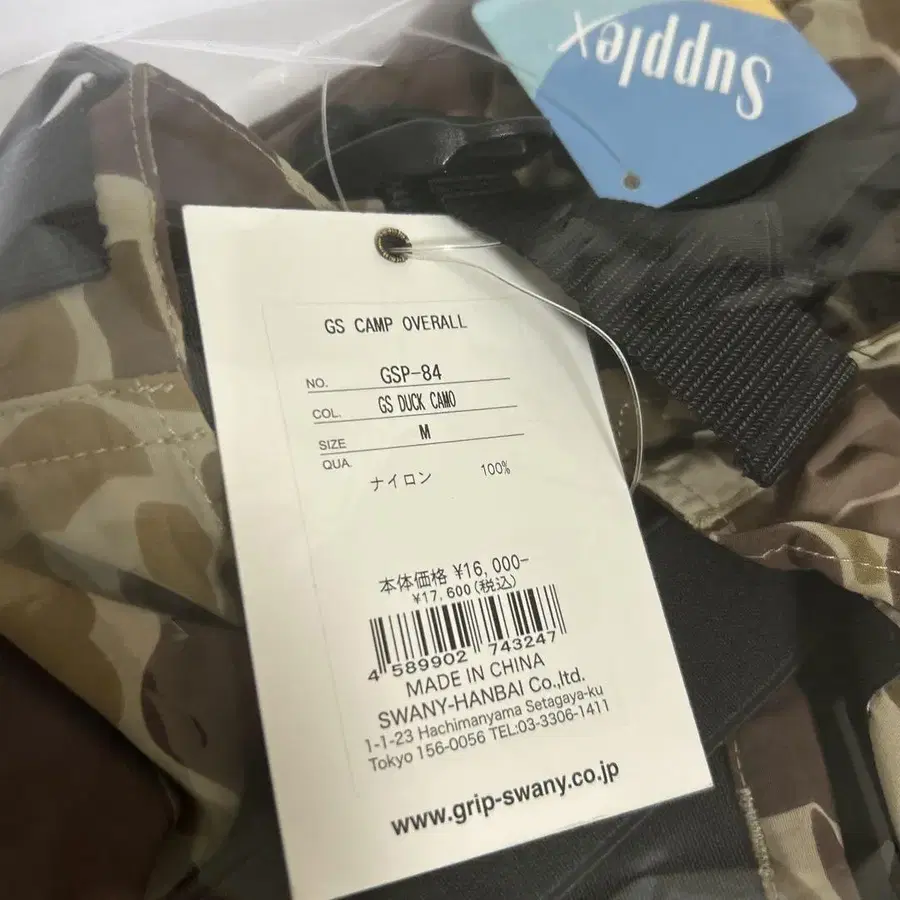 Supplex
GS CAMP OVERALL
NO. GSP-84
COL. GS DUCK CAMO
SIZE M
QUA.
ナイロン 100%
本体価格 ¥16,000-
¥17,600(税込)
4 589902 743247
MADE IN CHINA
SWANY-HANBAI Co.,ltd.
1-1-23 Hachimanyama Setagaya-ku
Tokyo 156-0056 TEL:03-3306-1411
www.grip-swany.co.jp